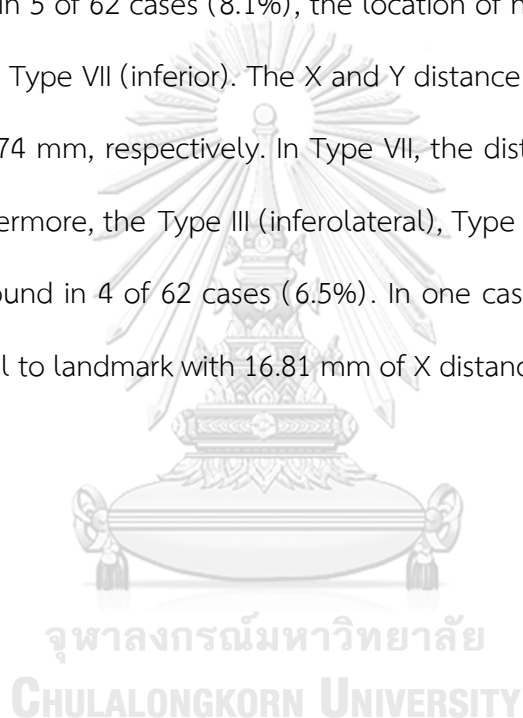 in 5 of 62 cases (8.1%), the location of
Type VII (inferior). The X and Y distance
74 mm, respectively. In Type VII, the
ermore, the Type III (inferolateral), Type
ound in 4 of 62 cases (6.5%). In one
l to landmark with 16.81 mm of X
จุฬาลงกรณ์มหาวิทยาลัย
CHULALONGKORN UNIVERSITY